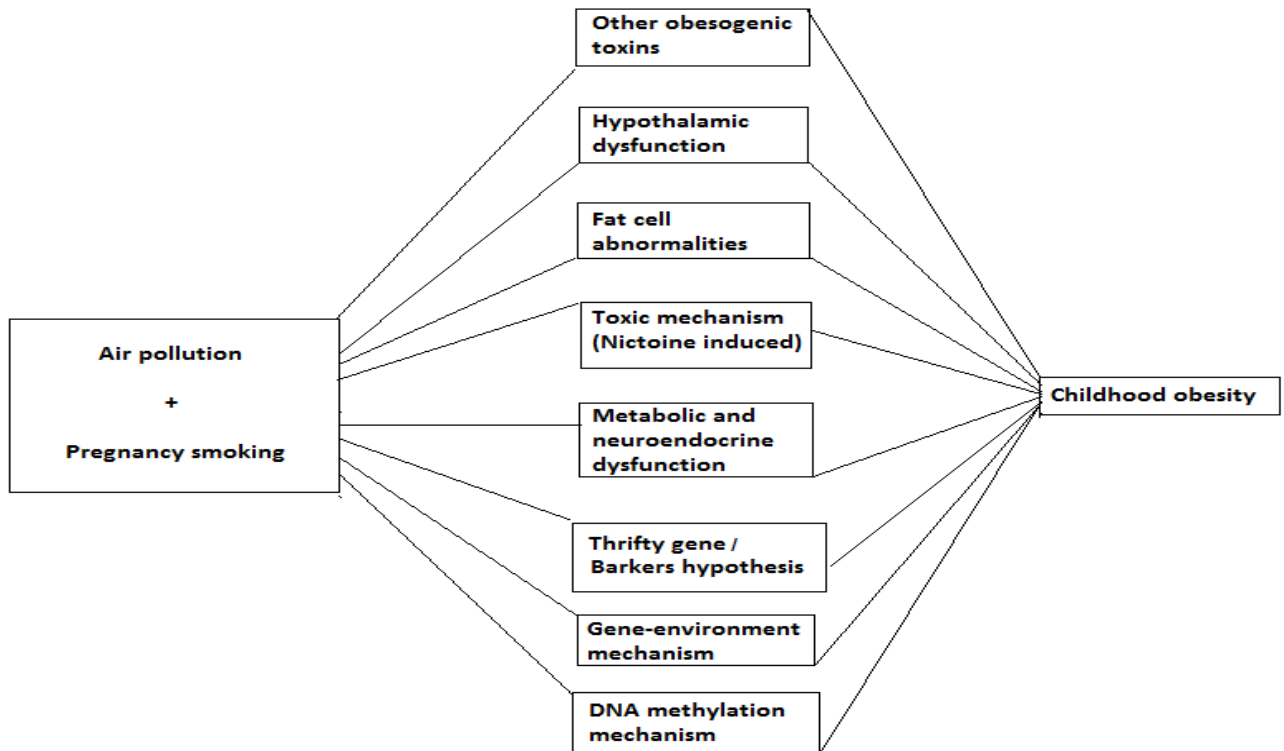 Other obesogenic
toxins
Hypothalamic
dysfunction
Fat cell
abnormalities
Toxic mechanism
(Nictoine induced)
Air pollution
+
Pregnancy smoking
Childhood obesity
Metabolic and
neuroendocrine
dysfunction
Thrifty gene /
Barkers hypothesis
Gene-environment
mechanism
DNA methylation
mechanism